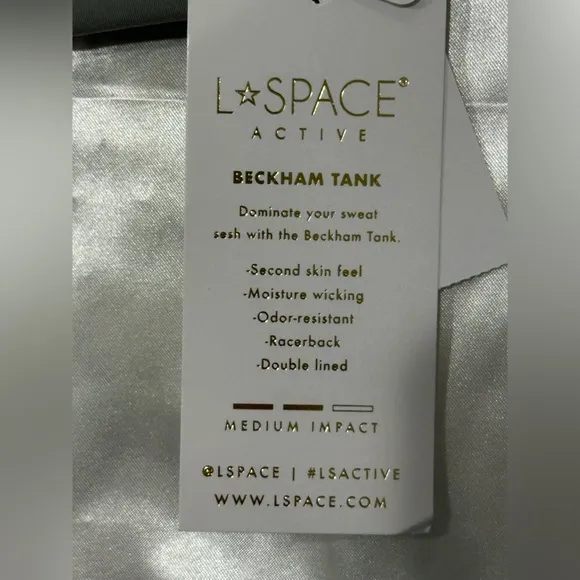 L☆SPACE®
ACTIVE
BECKHAM TANK
Dominate your sweat
sesh with the Beckham Tank.
-Second skin feel
-Moisture wicking
-Odor-resistant
-Racerback
-Double lined
MEDIUM IMPACT
@LSPACE | #LSACTIVE
WWW.LSPACE.COM